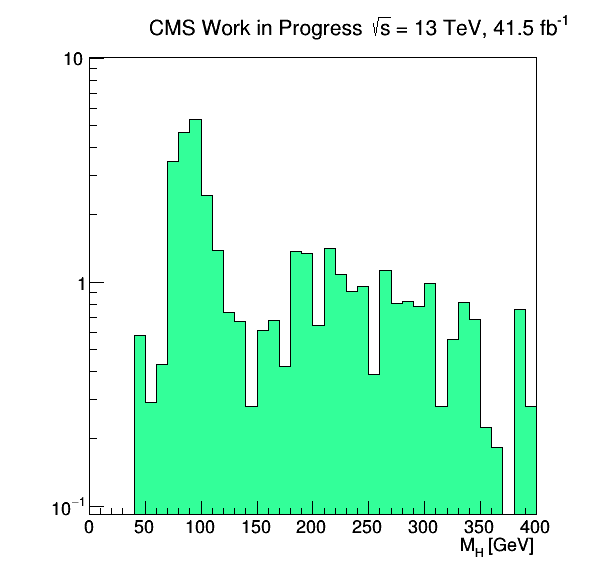 CMS Work in Progress √s = 13 TeV, 41.5 fb⁻¹
10
1
10⁻¹
0 50 100 150 200 250 300 350 400
M_H [GeV]